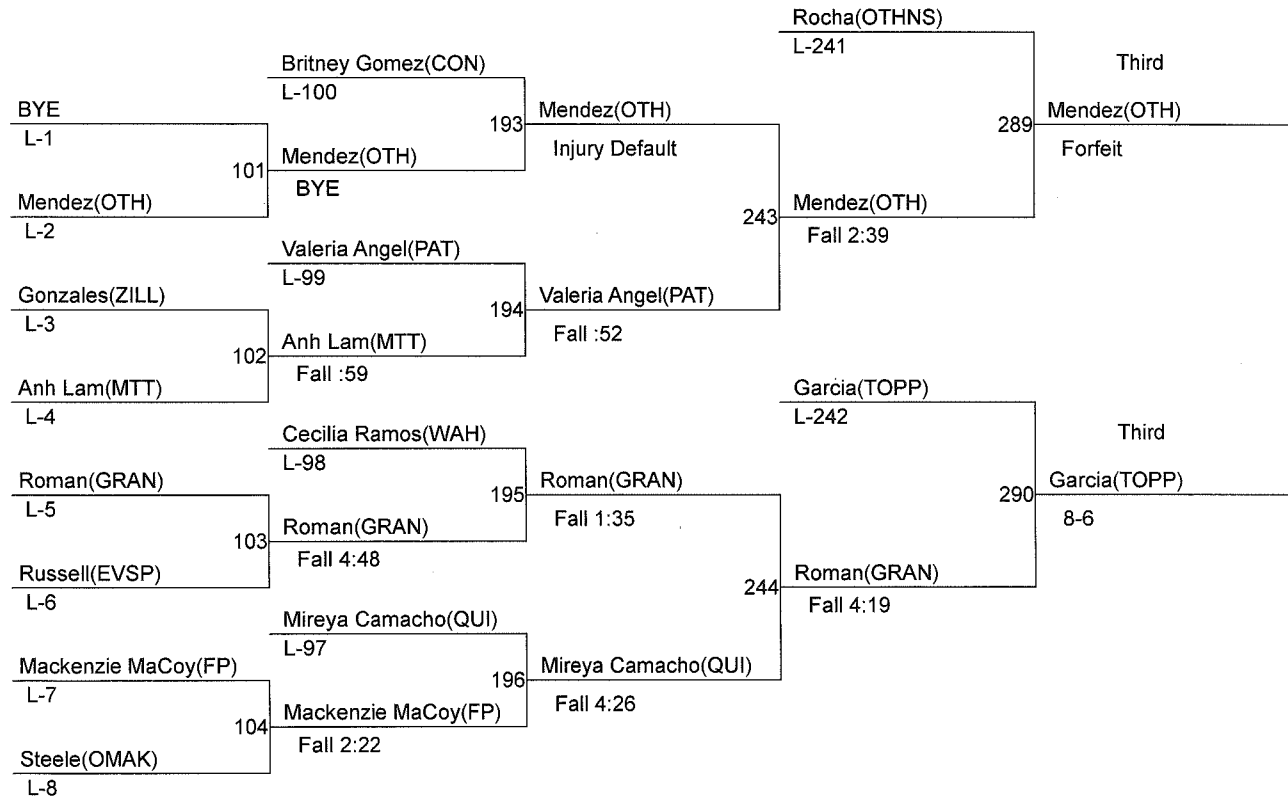 Rocha(OTHNS)
L-241
Third
Britney Gomez(CON)
L-100
BYE
L-1
193
Mendez(OTH)
Injury Default
289
Mendez(OTH)
Forfeit
101
Mendez(OTH)
BYE
Mendez(OTH)
L-2
243
Mendez(OTH)
Fall 2:39
Valeria Angel(PAT)
L-99
Gonzales(ZILL)
L-3
194
Valeria Angel(PAT)
Fall :52
102
Anh Lam(MTT)
Fall :59
Anh Lam(MTT)
L-4
Garcia(TOPP)
L-242
Third
Cecilia Ramos(WAH)
L-98
Roman(GRAN)
L-5
195
Roman(GRAN)
Fall 1:35
290
Garcia(TOPP)
8-6
103
Roman(GRAN)
Fall 4:48
Russell(EVSP)
L-6
244
Roman(GRAN)
Fall 4:19
Mireya Camacho(QUI)
L-97
Mackenzie MaCoy(FP)
L-7
196
Mireya Camacho(QUI)
Fall 4:26
104
Mackenzie MaCoy(FP)
Fall 2:22
Steele(OMAK)
L-8